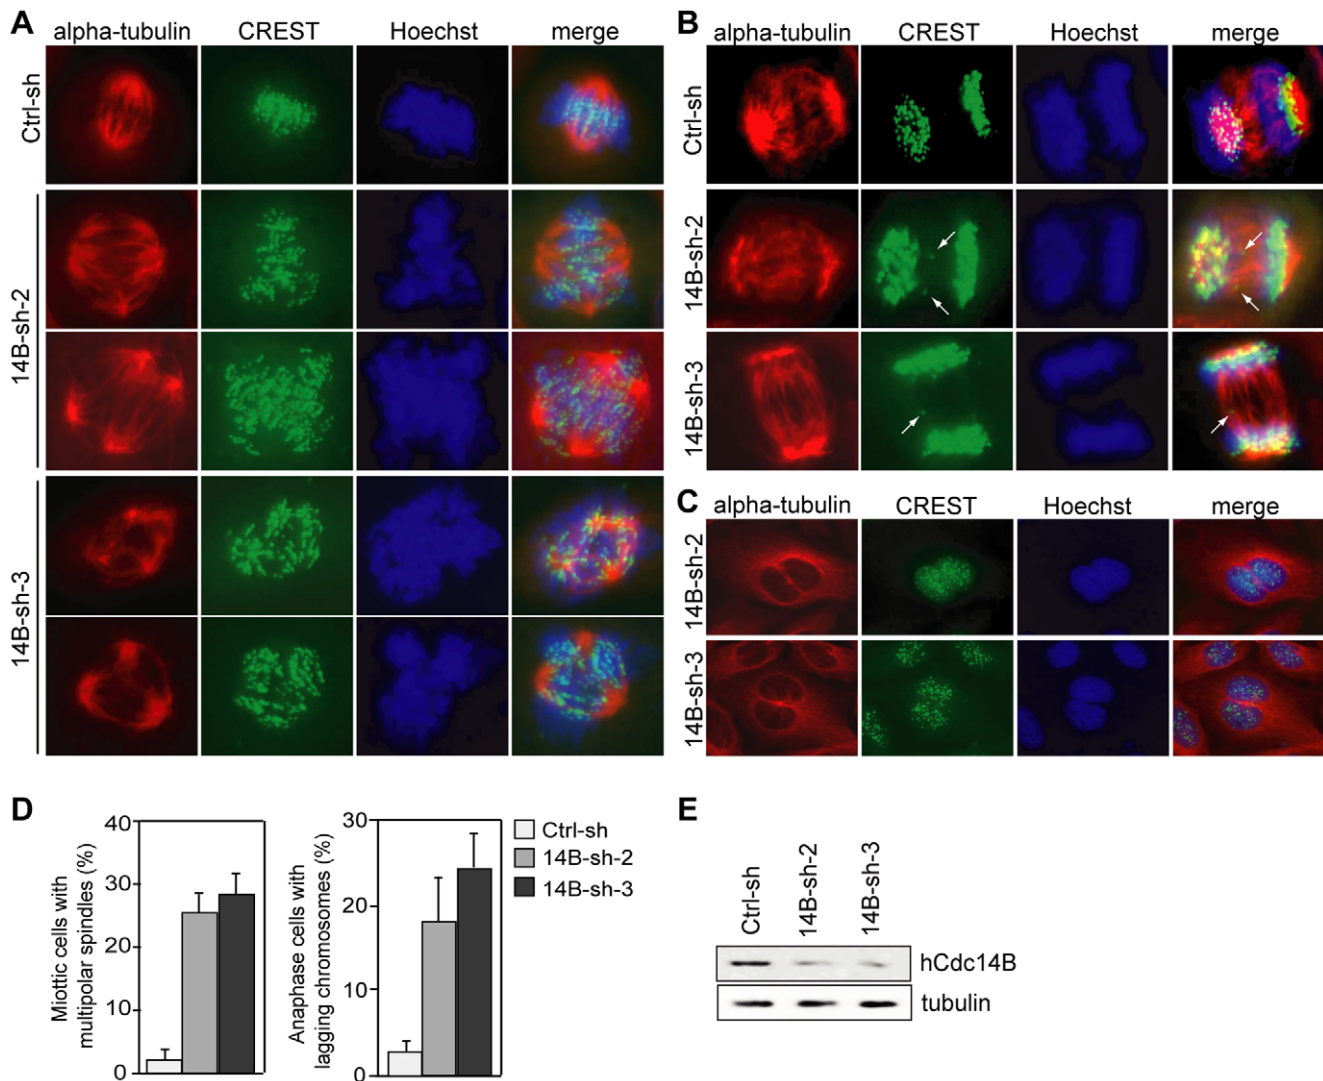 A
alpha-tubulin CREST Hoechst merge
Ctrl-sh
14B-sh-2
14B-sh-3
B
alpha-tubulin CREST Hoechst merge
Ctrl-sh
14B-sh-2
14B-sh-3
C
alpha-tubulin CREST Hoechst merge
14B-sh-2
14B-sh-3
D
Miottic cells with
multipolar spindles (%)
40
30
20
10
0
Anaphase cells with
lagging chromosomes (%)
30
20
10
0
Ctrl-sh
14B-sh-2
14B-sh-3
E
Ctrl-sh
14B-sh-2
14B-sh-3
hCdc14B
tubulin